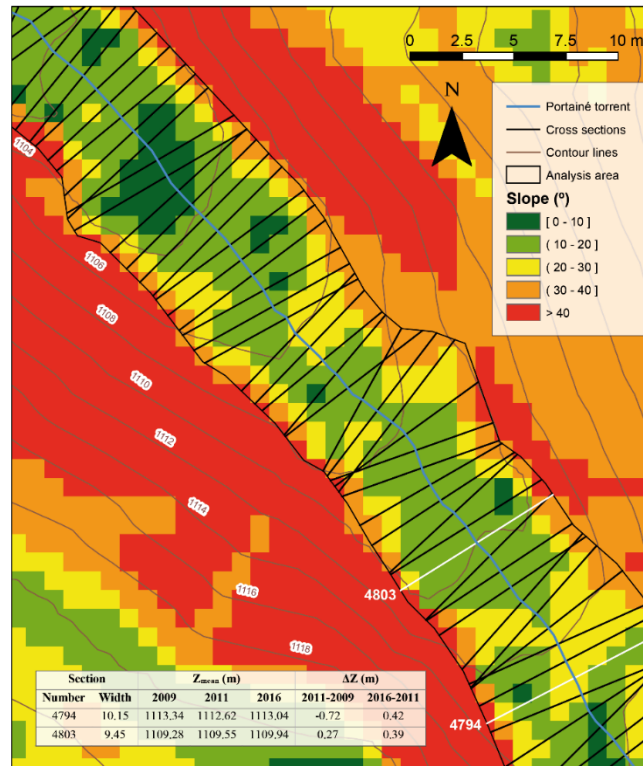 0 2.5 5 7.5 10 m
N
Portainé torrent
Cross sections
Contour lines
Analysis area
Slope (º)
[ 0 - 10 ]
( 10 - 20 ]
( 20 - 30 ]
( 30 - 40 ]
> 40
1104
1106
1108
1110
1112
1114
1116
1118
4803
4794
Section Zmean (m) ΔZ (m)
Number Width 2009 2011 2016 2011-2009 2016-2011
4794 10,15 1113,34 1112,62 1113,04 -0,72 0,42
4803 9,45 1109,28 1109,55 1109,94 0,27 0,39